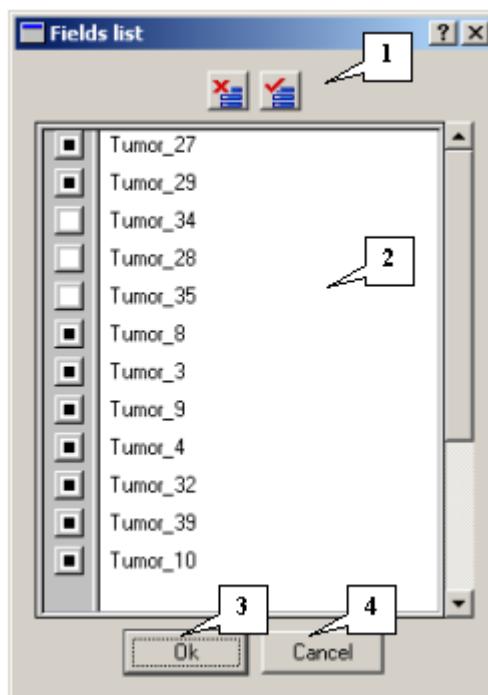 Fields list
1
Tumor_27
Tumor_29
Tumor_34
Tumor_28
2
Tumor_35
Tumor_8
Tumor_3
Tumor_9
Tumor_4
Tumor_32
Tumor_39
Tumor_10
3 4
Ok Cancel